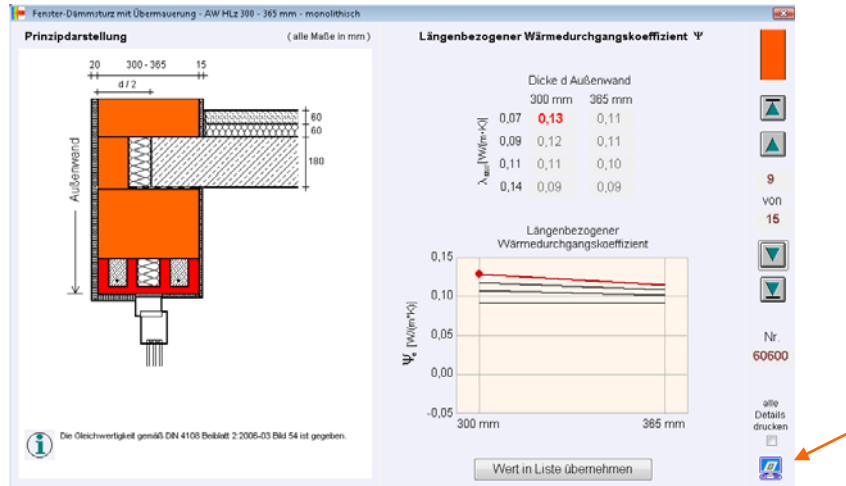 Fenster-Dämmsturz mit Übermauerung - AW HLz 300 - 365 mm - monolithisch
Prinzipdarstellung
( alle Maße in mm )
20 300 - 365 15
d / 2
60
60
180
Außenwand
Die Gleichwertigkeit gemäß DIN 4108 Beiblatt 2:2006-03 Bild 54 ist gegeben.
Längenbezogener Wärmedurchgangskoeffizient Ψ
Dicke d Außenwand
300 mm 365 mm
0,07 0,13 0,11
0,09 0,12 0,11
0,11 0,11 0,10
0,14 0,09 0,09
Längenbezogener
Wärmedurchgangskoeffizient
0,15
0,10
0,05
0,00
-0,05
Ψe [W/(m*K)]
300 mm 365 mm
Wert in Liste übernehmen
9
von
15
Nr.
60600
alle
Details
drucken